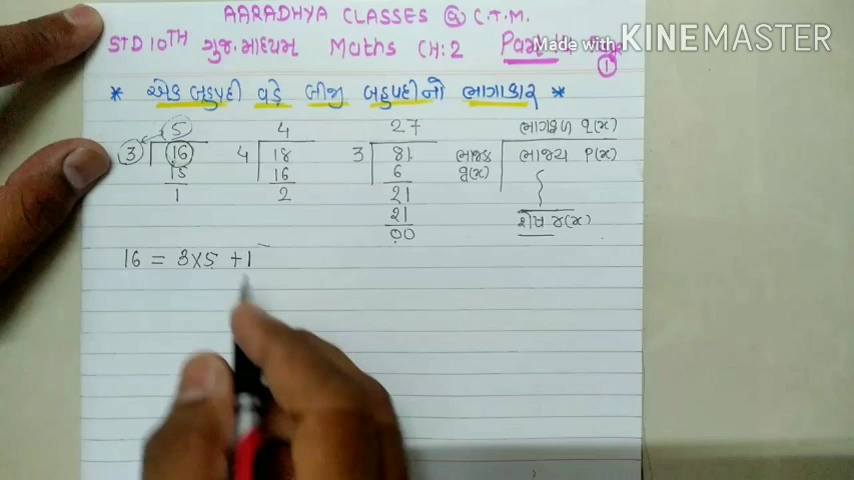 AARADHYA CLASSES @ C.T.M.
STD 10TH ગુજ.માધ્યમ Maths CH:2 Part
Made with KINEMASTER
1
* એક બહુપદી વડે બીજી બહુપદીનો ભાગાકાર *
5 4 27 ભાગફળ q(x)
3 16 4 18 3 81 ભાજક ભાજ્ય p(x)
15 16 6 g(x)
1 2 21
21 શેષ r(x)
00
16 = 3x5 +1